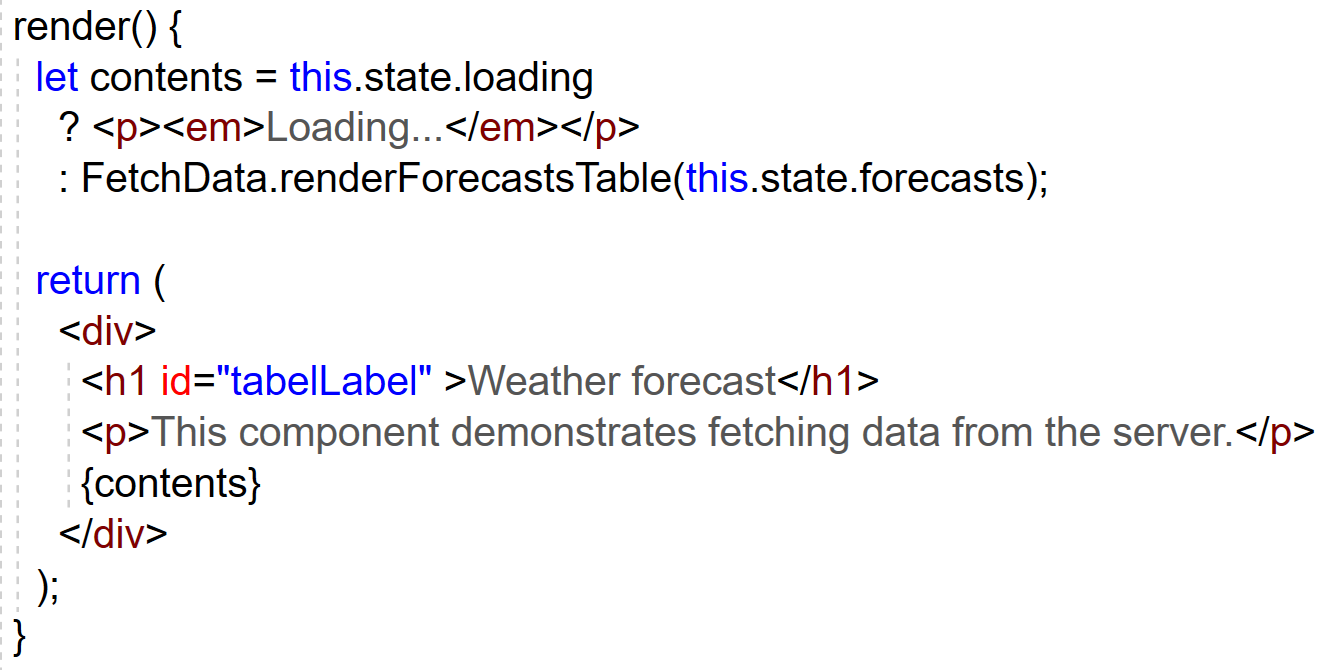 render() {
let contents = this.state.loading
? <p><em>Loading...</em></p>
: FetchData.renderForecastsTable(this.state.forecasts);
return (
<div>
<h1 id="tabelLabel" >Weather forecast</h1>
<p>This component demonstrates fetching data from the server.</p>
{contents}
</div>
);
}